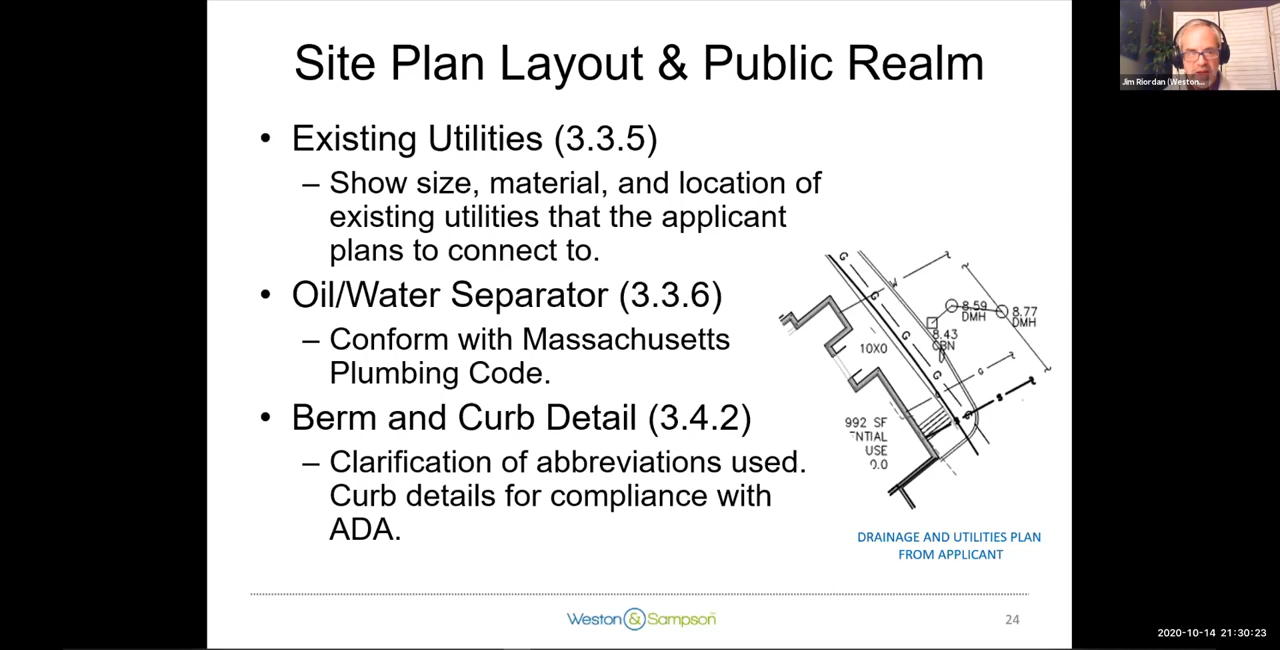 Site Plan Layout & Public Realm
• Existing Utilities (3.3.5)
– Show size, material, and location of
existing utilities that the applicant
plans to connect to.
• Oil/Water Separator (3.3.6)
– Conform with Massachusetts
Plumbing Code.
• Berm and Curb Detail (3.4.2)
– Clarification of abbreviations used.
Curb details for compliance with
ADA.
G
W
G
8.59
DMH
8.77
DMH
8.43
CBN
G
10X0
G
G
G
S
992 SF
NTIAL
USE
0.0
DRAINAGE AND UTILITIES PLAN
FROM APPLICANT
Weston & Sampson
24
Jim Riordan (Weston...
2020-10-14 21:30:23